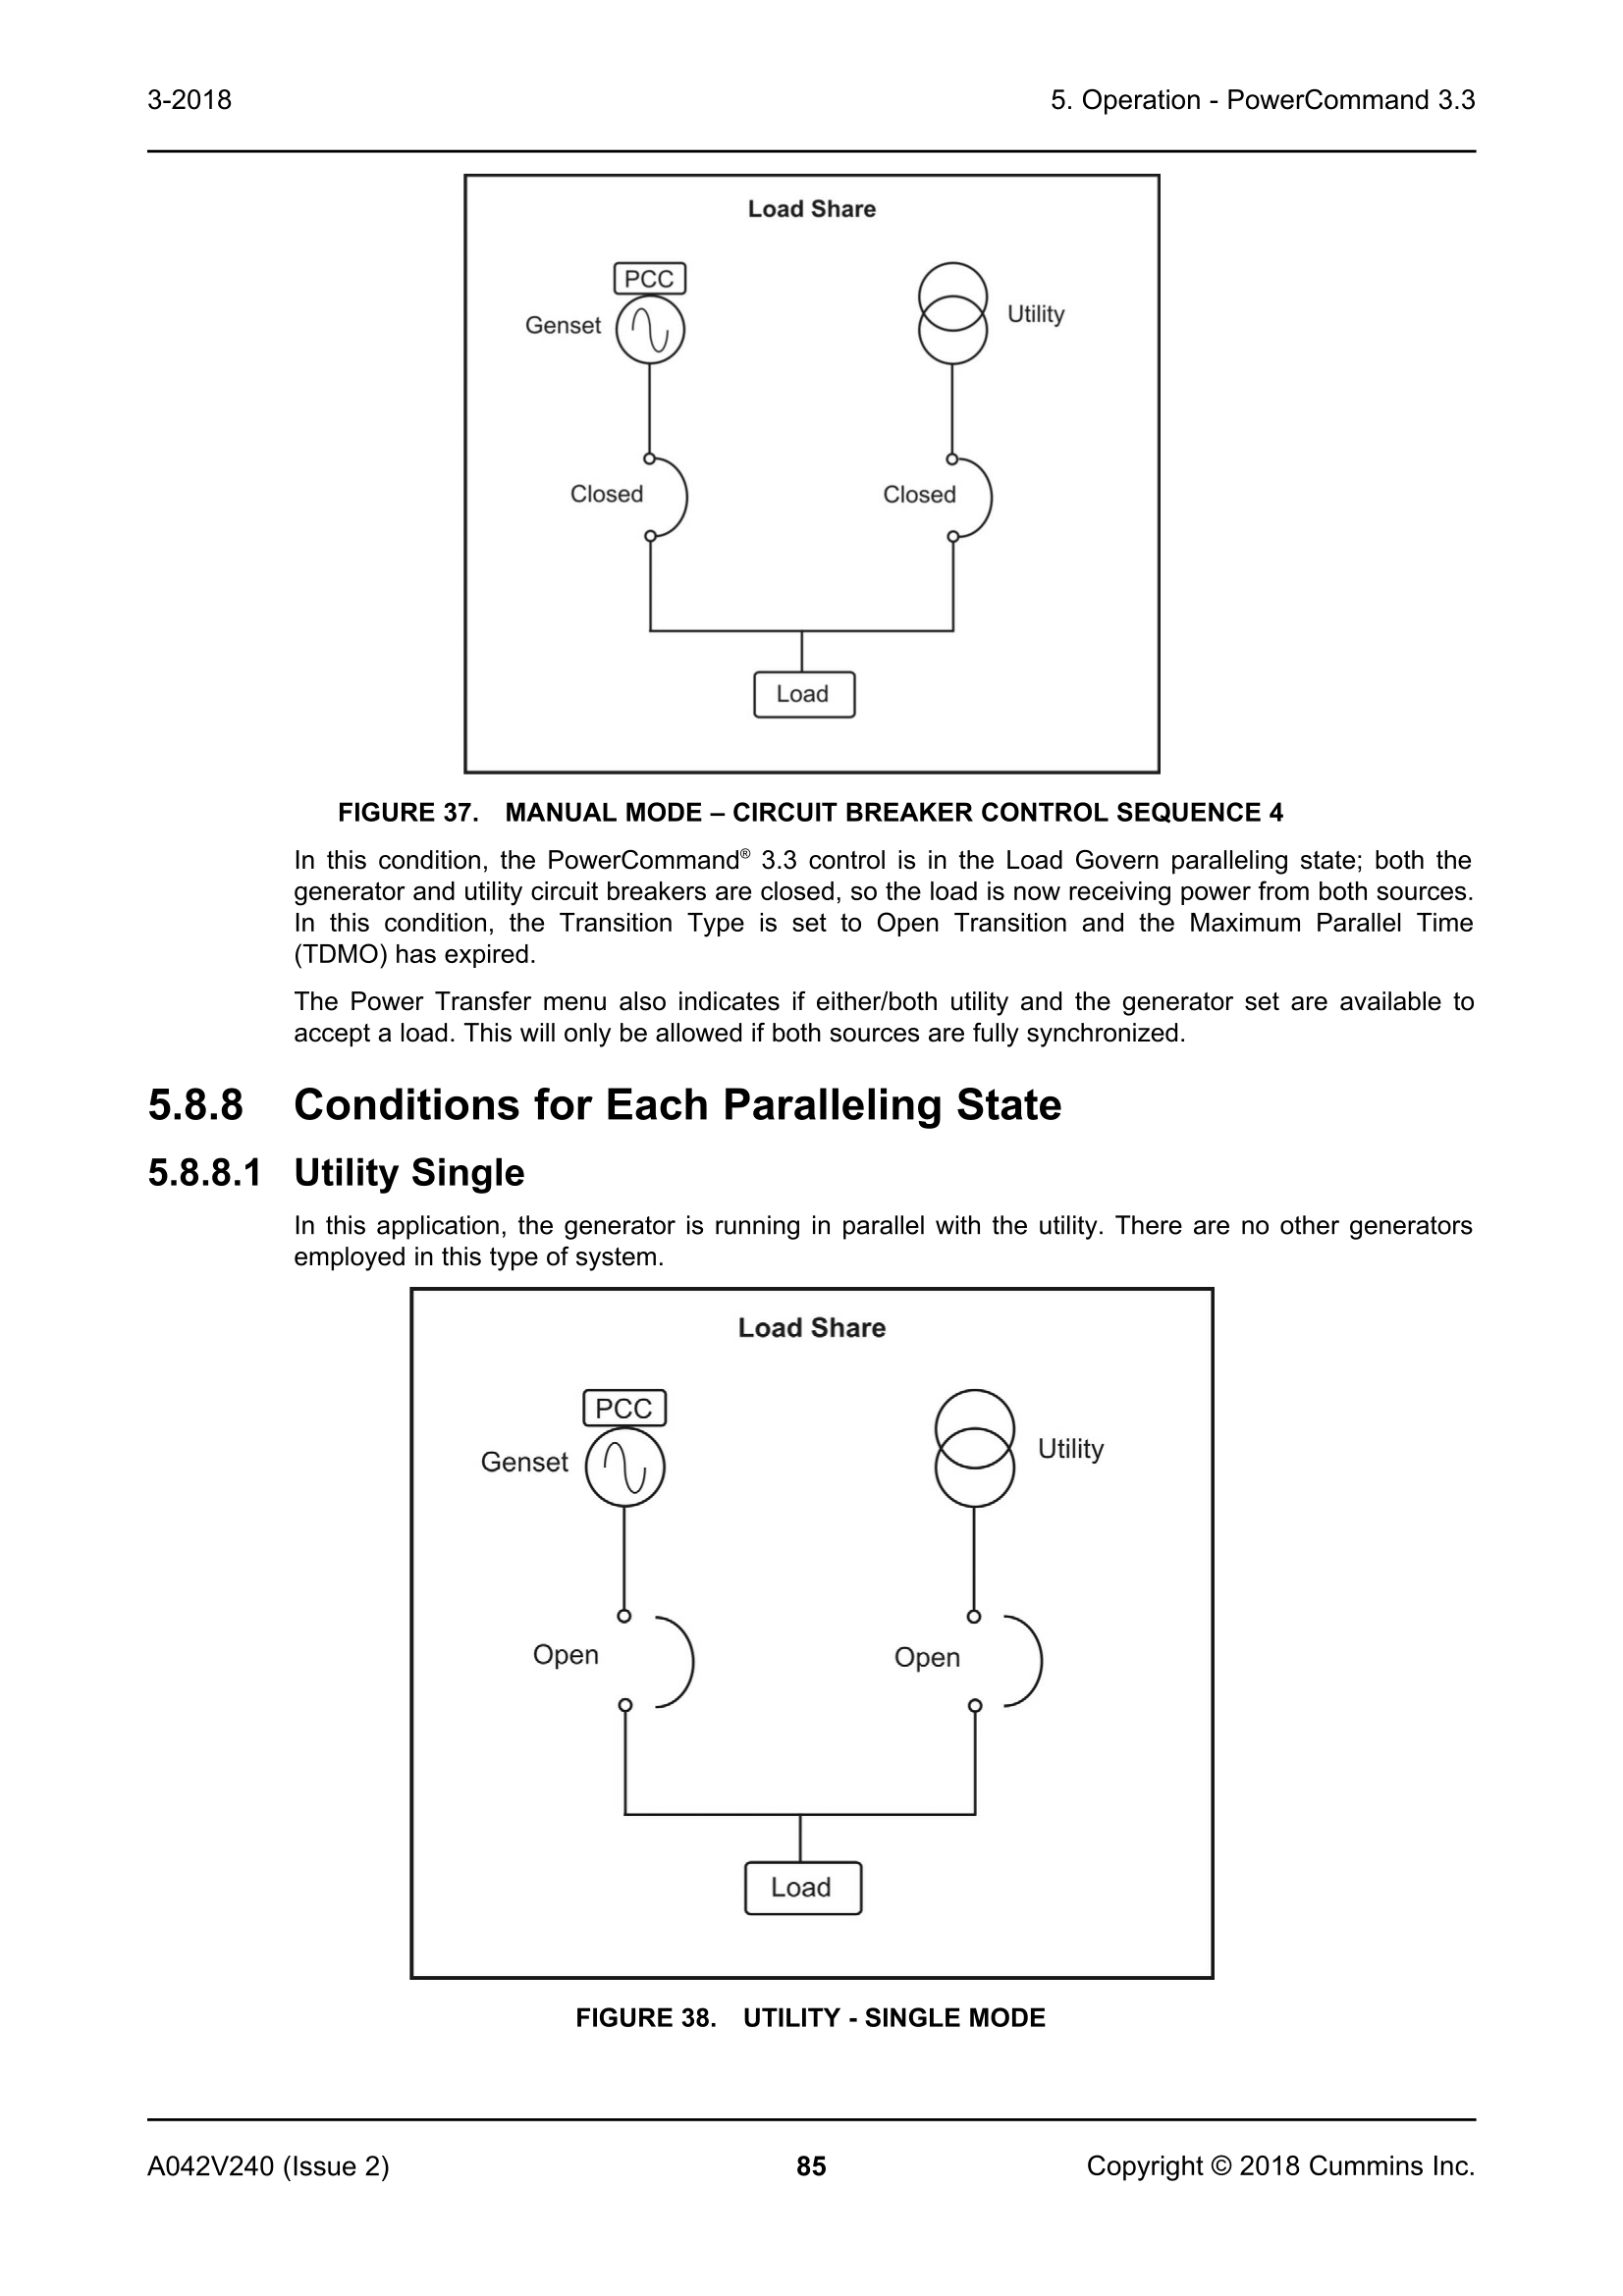 3-2018
5. Operation - PowerCommand 3.3
Load Share
PCC
Genset
Utility
Closed
Closed
Load
FIGURE 37. MANUAL MODE – CIRCUIT BREAKER CONTROL SEQUENCE 4
In this condition, the PowerCommand® 3.3 control is in the Load Govern paralleling state; both the
generator and utility circuit breakers are closed, so the load is now receiving power from both sources.
In this condition, the Transition Type is set to Open Transition and the Maximum Parallel Time
(TDMO) has expired.
The Power Transfer menu also indicates if either/both utility and the generator set are available to
accept a load. This will only be allowed if both sources are fully synchronized.
5.8.8 Conditions for Each Paralleling State
5.8.8.1 Utility Single
In this application, the generator is running in parallel with the utility. There are no other generators
employed in this type of system.
Load Share
PCC
Genset
Utility
Open
Open
Load
FIGURE 38. UTILITY - SINGLE MODE
A042V240 (Issue 2)
85
Copyright © 2018 Cummins Inc.